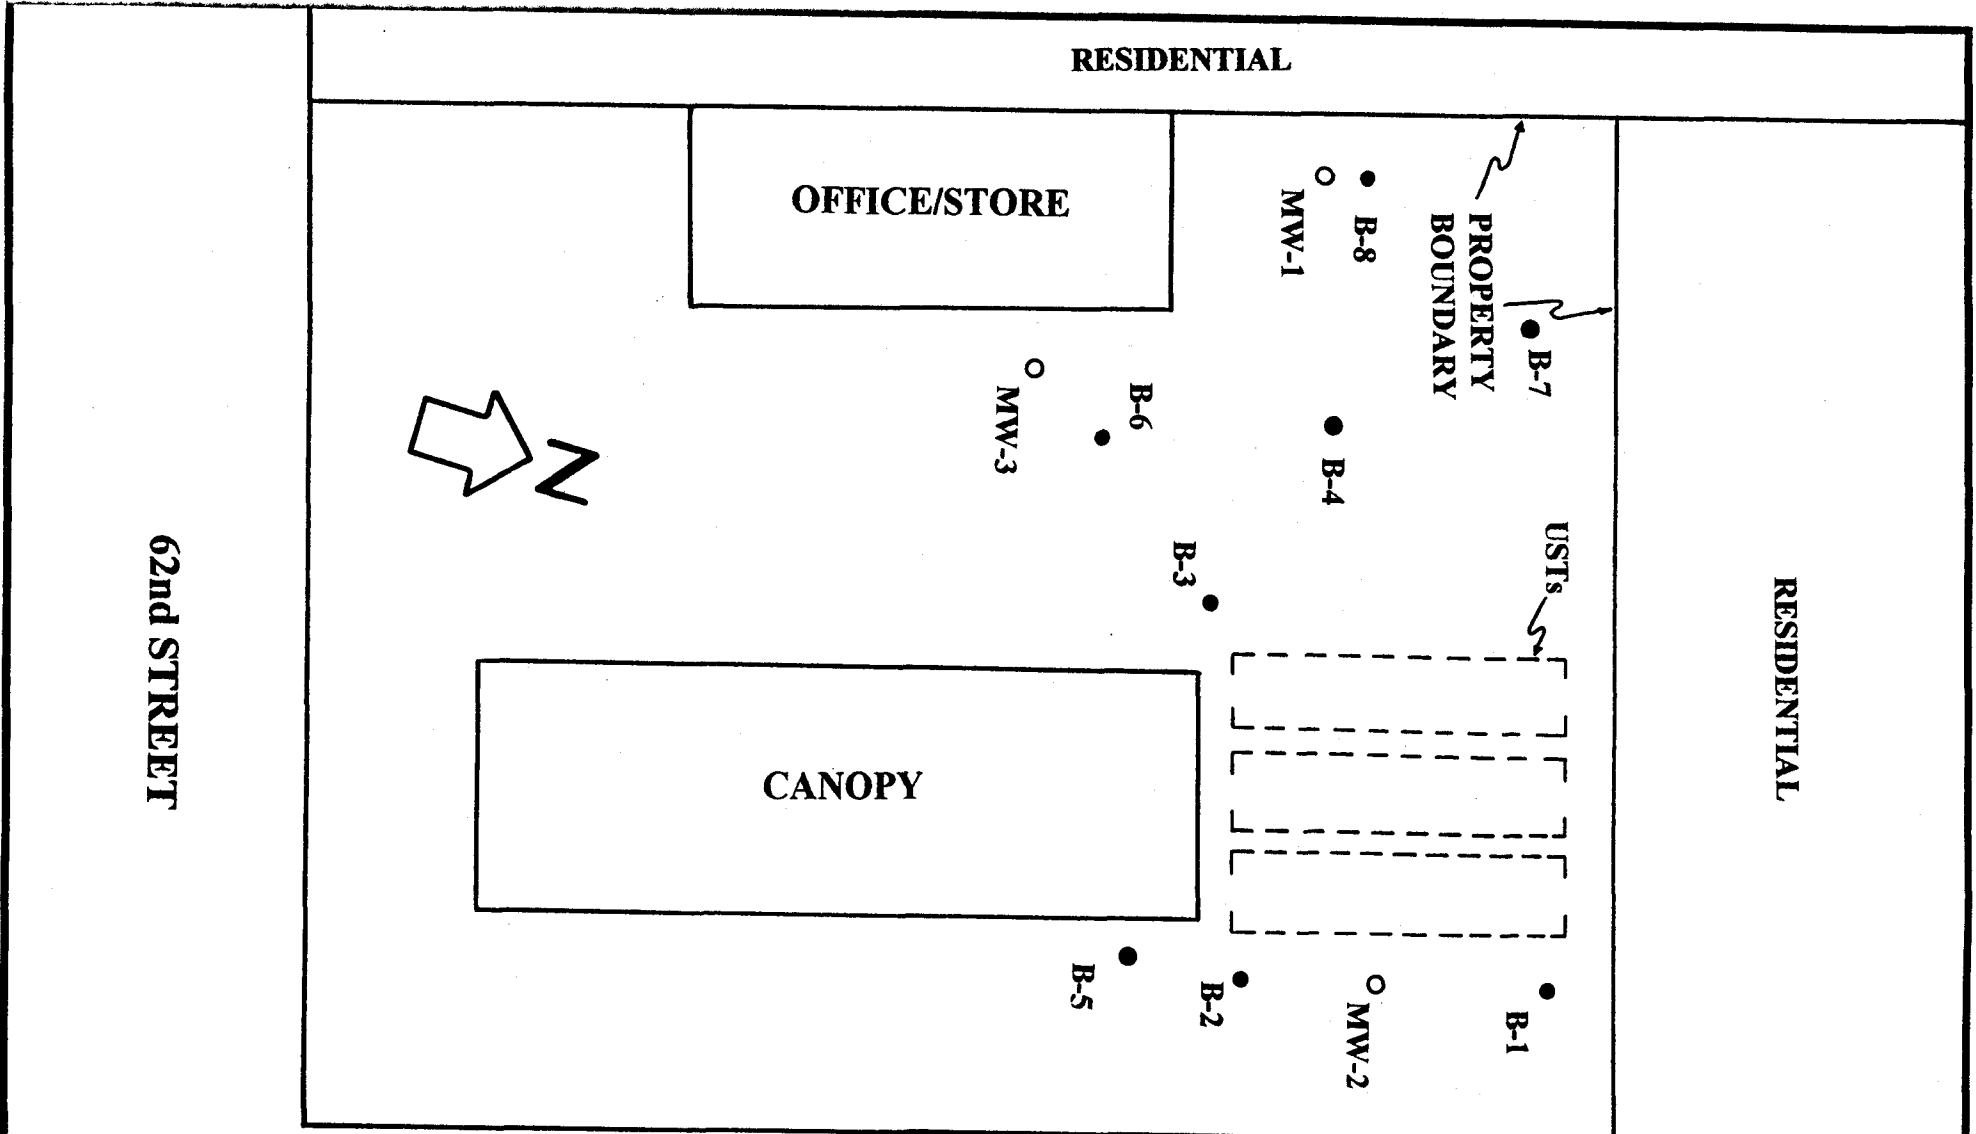 RESIDENTIAL
OFFICE/STORE
MW-1
B-8
PROPERTY
BOUNDARY
B-7
MW-3
B-6
B-4
N
B-3
USTs
62nd STREET
RESIDENTIAL
CANOPY
B-5
B-2
MW-2
B-1